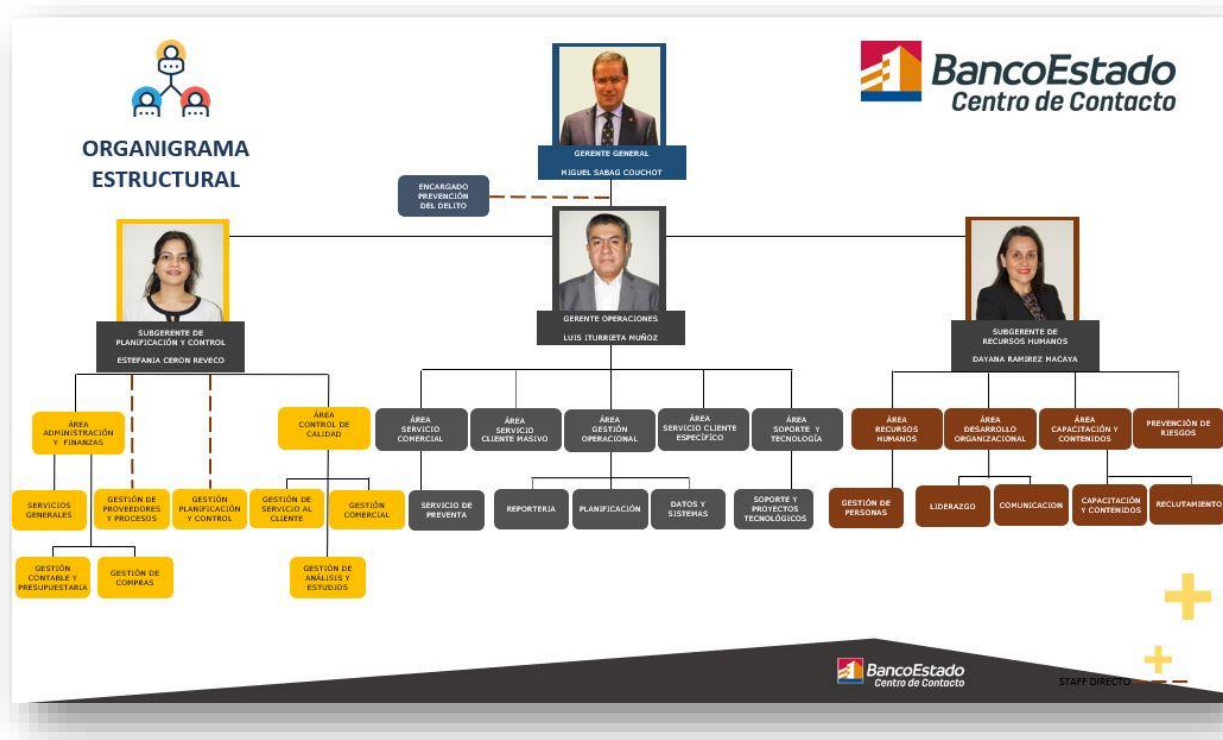 ORGANIGRAMA
ESTRUCTURAL
BancoEstado
Centro de Contacto
GERENTE GENERAL
MIGUEL SABAG COUCHOT
ENCARGADO
PREVENCIÓN
DEL DELITO
SUBGERENTE DE
PLANIFICACIÓN Y CONTROL
ESTEFANIA CERON REVECO
GERENTE OPERACIONES
LUIS ITURRIETA MUÑOZ
SUBGERENTE DE
RECURSOS HUMANOS
DAYANA RAMIREZ MACAYA
ÁREA
ADMINISTRACIÓN
Y FINANZAS
ÁREA
CONTROL DE
CALIDAD
ÁREA
SERVICIO
COMERCIAL
ÁREA
SERVICIO
CLIENTE MASIVO
ÁREA
GESTIÓN
OPERACIONAL
ÁREA
SERVICIO CLIENTE
ESPECÍFICO
ÁREA
SOPORTE Y
TECNOLOGÍA
ÁREA
RECURSOS
HUMANOS
ÁREA
DESARROLLO
ORGANIZACIONAL
ÁREA
CAPACITACIÓN Y
CONTENIDOS
PREVENCIÓN DE
RIESGOS
SERVICIOS
GENERALES
GESTIÓN DE
PROVEEDORES
Y PROCESOS
GESTIÓN
PLANIFICACIÓN
Y CONTROL
GESTIÓN DE
SERVICIO AL
CLIENTE
GESTIÓN
COMERCIAL
SERVICIO DE
PREVENTA
REPORTERIA
PLANIFICACIÓN
DATOS Y
SISTEMAS
SOPORTE Y
PROYECTOS
TECNOLÓGICOS
GESTIÓN DE
PERSONAS
LIDERAZGO
COMUNICACION
CAPACITACIÓN
Y CONTENIDOS
RECLUTAMIENTO
GESTIÓN
CONTABLE Y
PRESUPUESTARIA
GESTIÓN DE
COMPRAS
GESTIÓN DE
ANÁLISIS Y
ESTUDIOS
BancoEstado
Centro de Contacto
STAFF DIRECTO